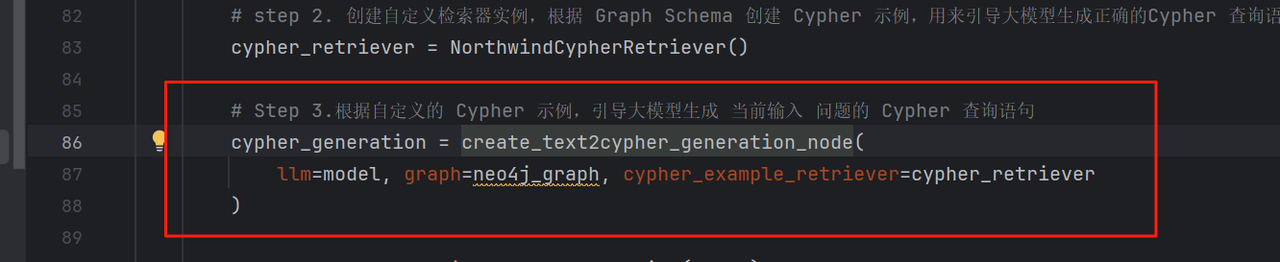 82 # step 2. 创建自定义检索器实例，根据 Graph Schema 创建 Cypher 示例，用来引导大模型生成正确的Cypher 查询语
83 cypher_retriever = NorthwindCypherRetriever()
84
85 # Step 3.根据自定义的 Cypher 示例，引导大模型生成 当前输入 问题的 Cypher 查询语句
86 cypher_generation = create_text2cypher_generation_node(
87 llm=model, graph=neo4j_graph, cypher_example_retriever=cypher_retriever
88 )
89